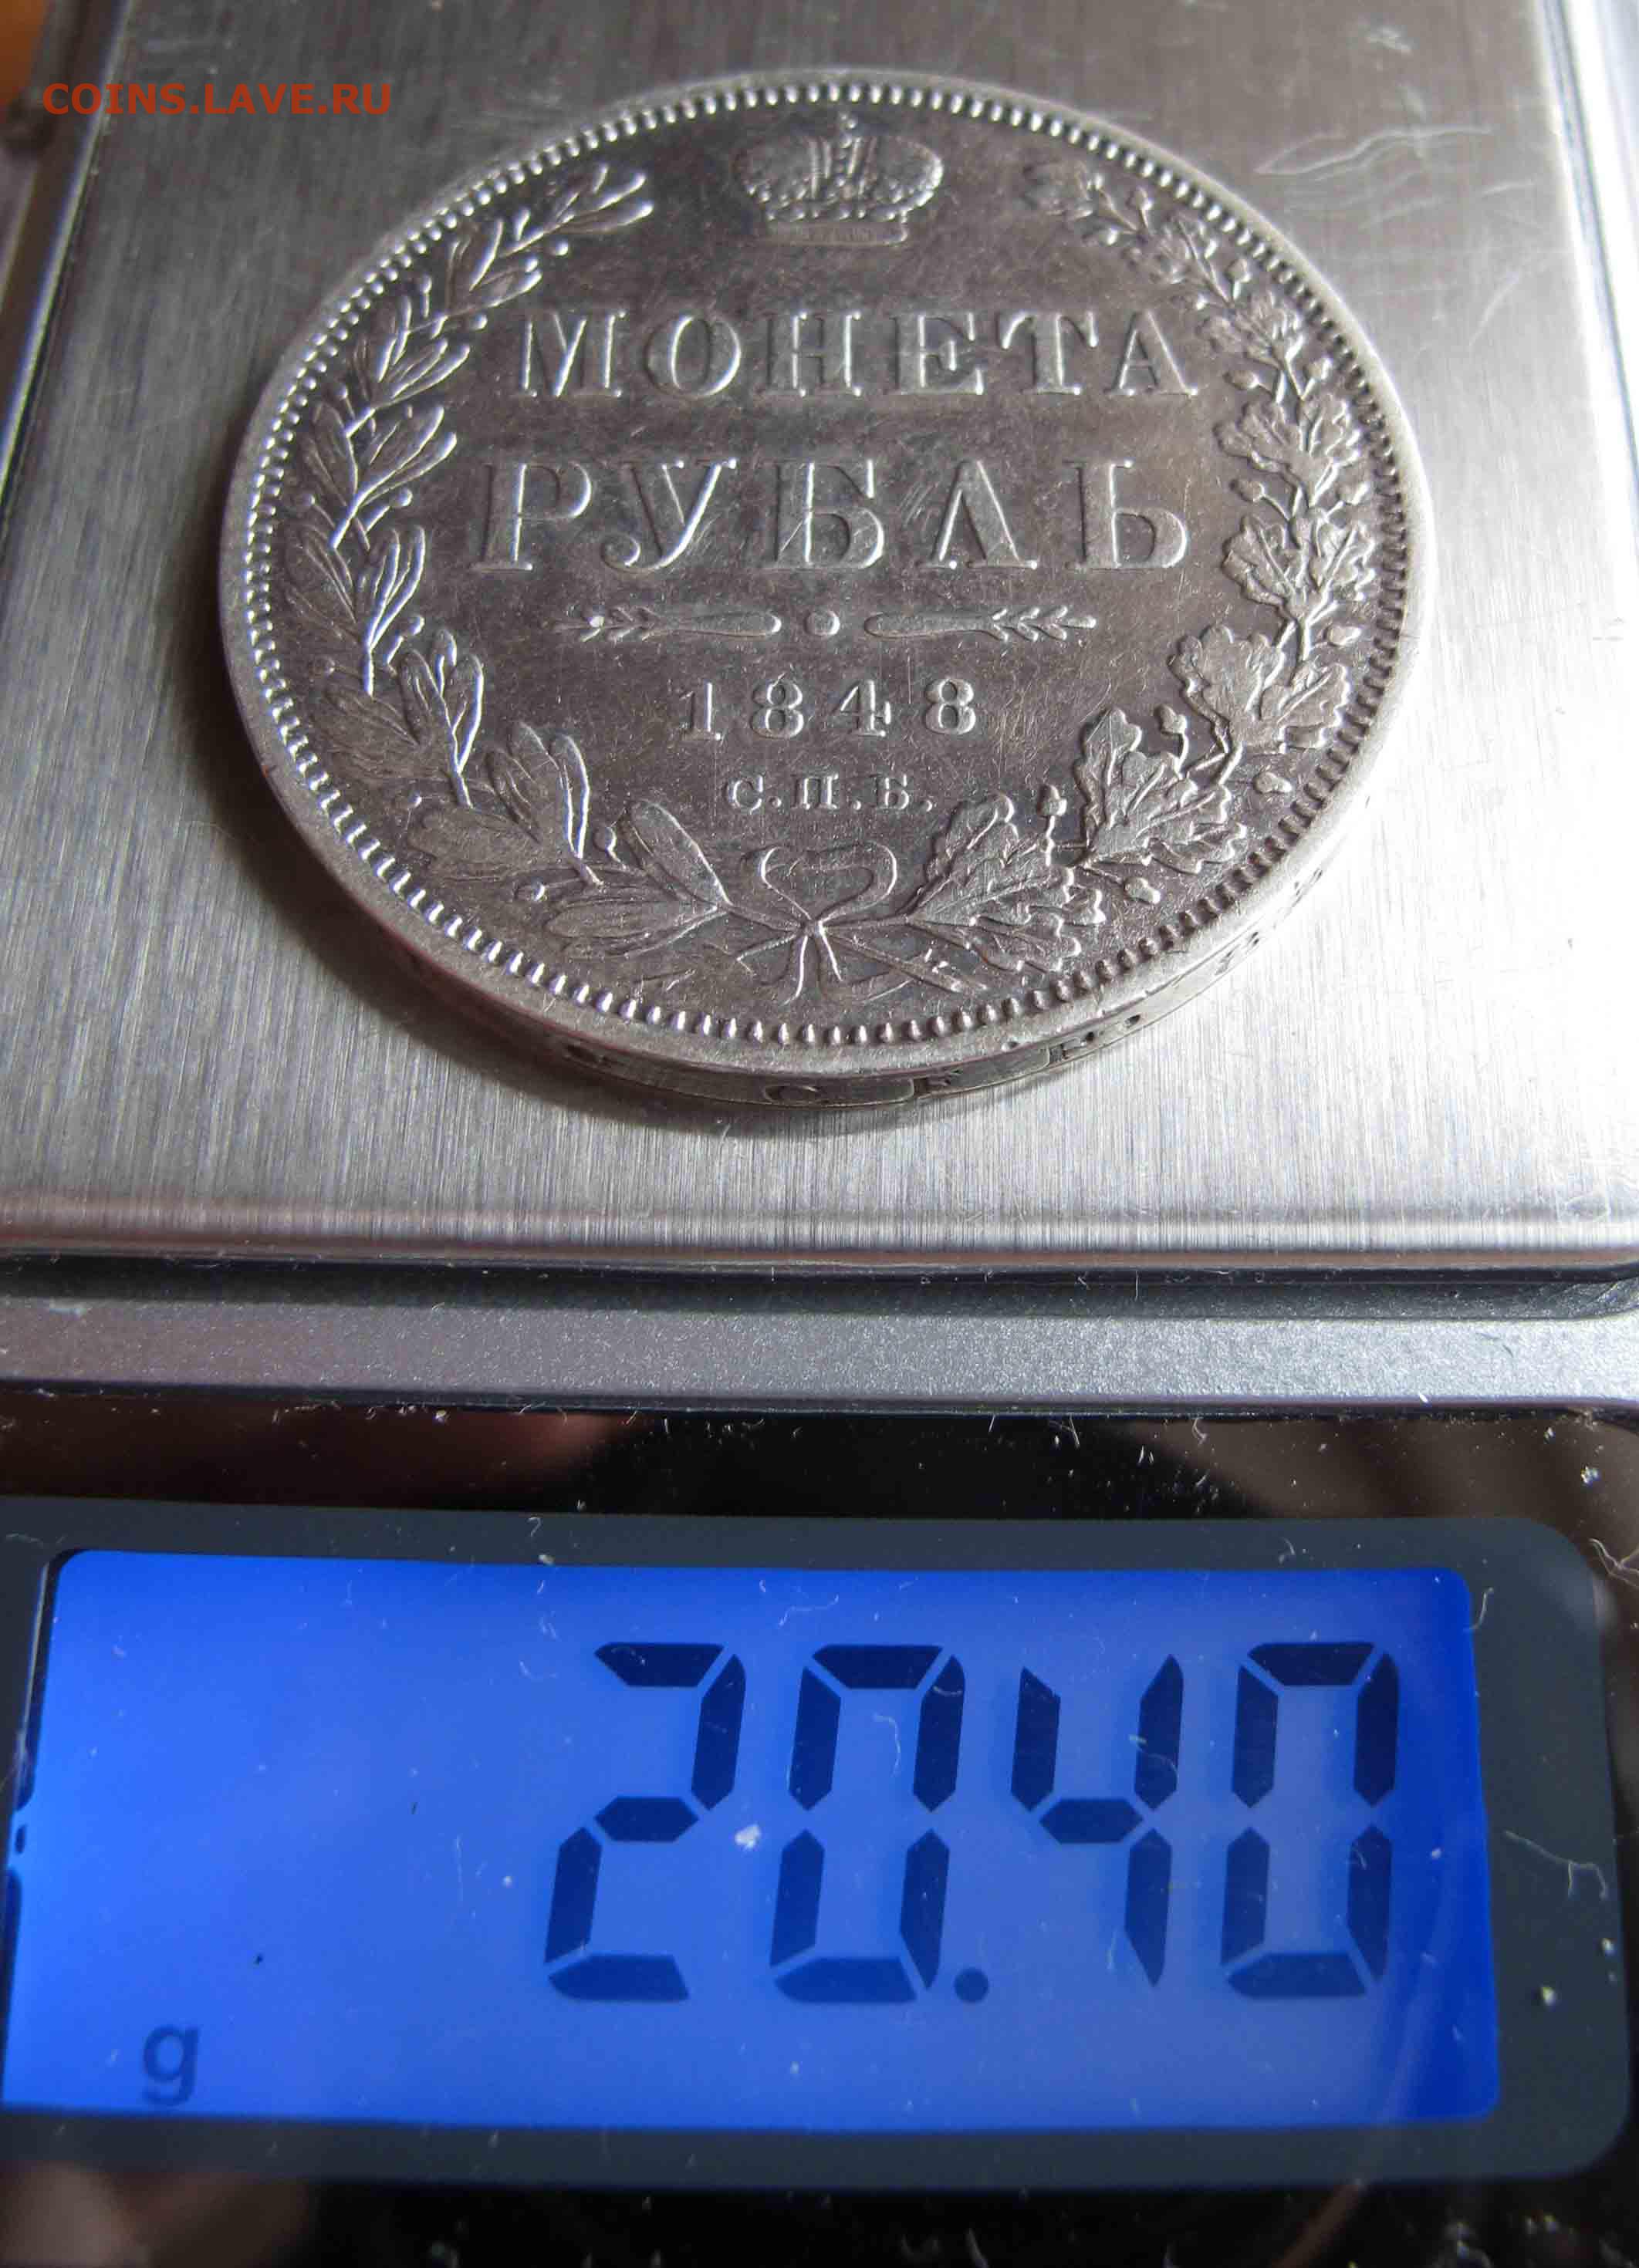 COINS.LAVE.RU
МОНЕТА
РУБЛЬ
1848
С.П.Б.
20.40
g